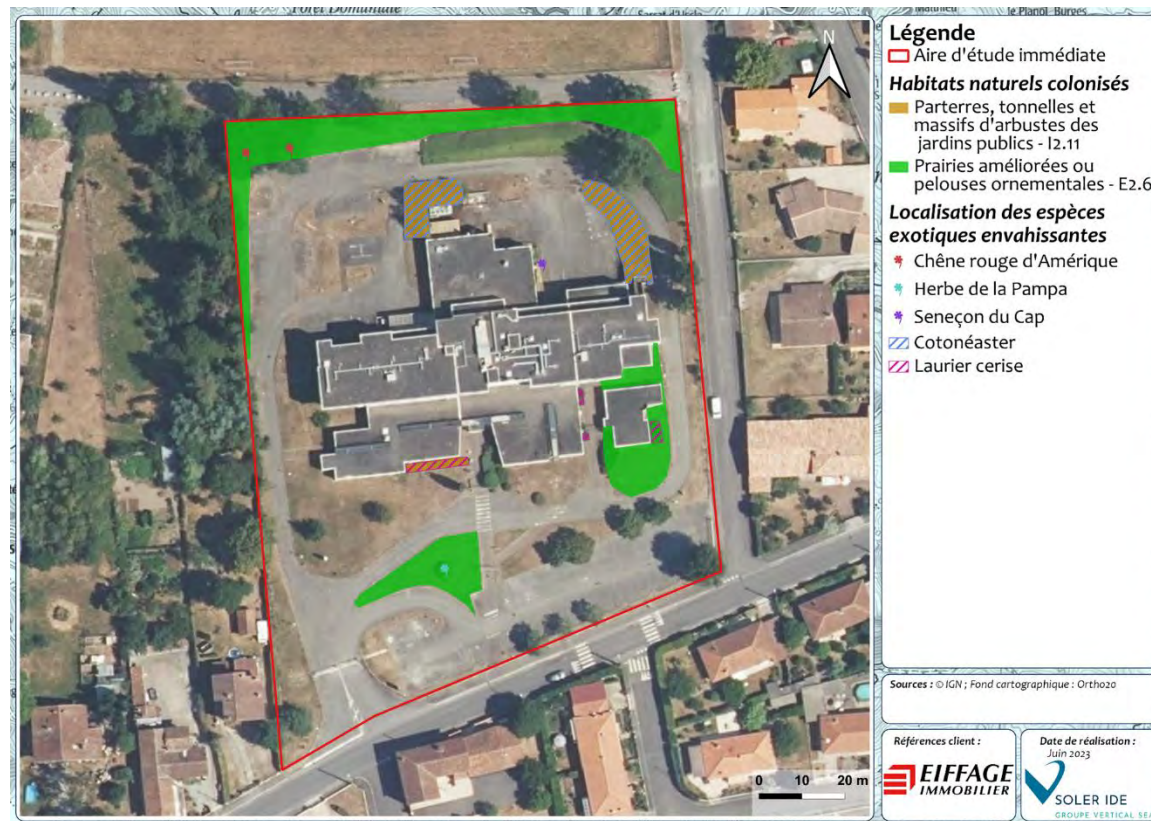 Forêt Domaniale
le Planol Burges
N
0 10 20 m
Légende
Aire d'étude immédiate
Habitats naturels colonisés
Parterres, tonnelles et
massifs d'arbustes des
jardins publics - I2.11
Prairies améliorées ou
pelouses ornementales - E2.6
Localisation des espèces
exotiques envahissantes
Chêne rouge d'Amérique
Herbe de la Pampa
Seneçon du Cap
Cotonéaster
Laurier cerise
Sources : © IGN ; Fond cartographique : Ortho20
Références client :
EIFFAGE
IMMOBILIER
Date de réalisation :
Juin 2023
SOLER IDE
GROUPE VERTICAL SEA